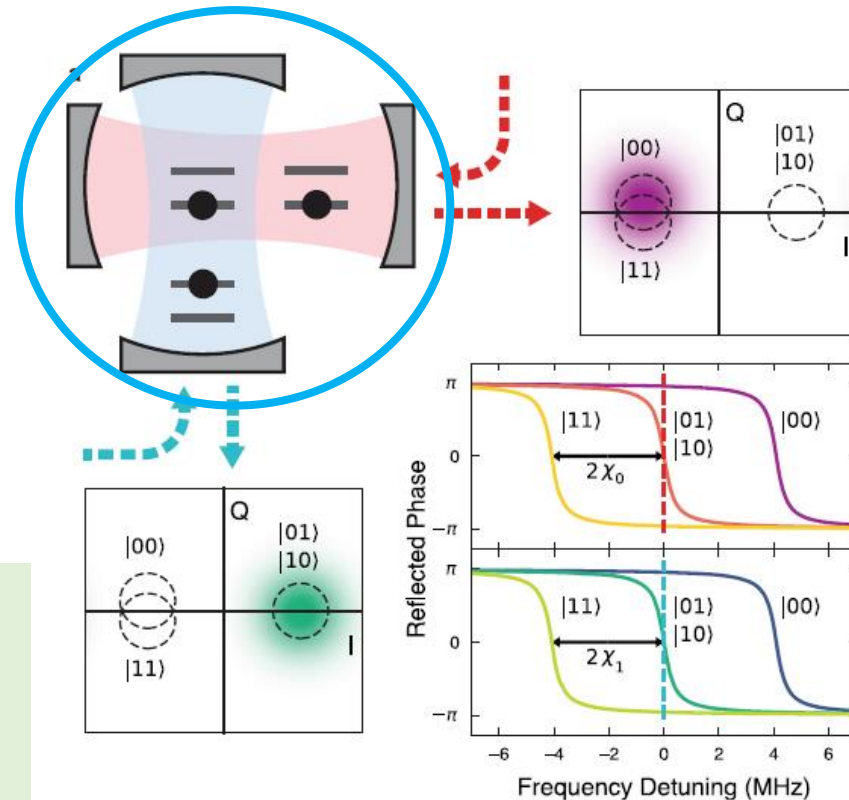 a
Q
|00⟩
|01⟩
|10⟩
|11⟩
I
Q
|00⟩
|01⟩
|10⟩
|11⟩
I
Reflected Phase
π
0
−π
|11⟩
|01⟩
|10⟩
|00⟩
2χ₀
π
0
−π
|11⟩
|01⟩
|10⟩
|00⟩
2χ₁
−6 −4 −2 0 2 4 6
Frequency Detuning (MHz)